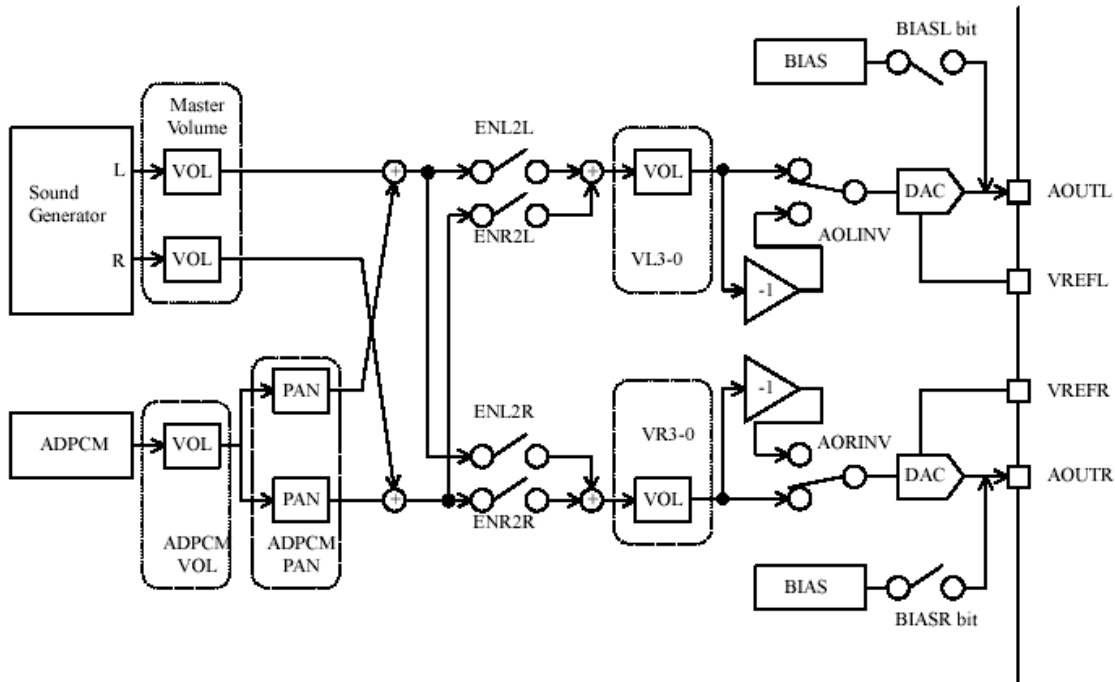 BIASL bit
BIAS
Master
Volume
ENL2L
L
VOL
VOL
DAC
AOUTL
Sound
Generator
ENR2L
AOLINV
R
VOL
VL3-0
-1
VREFL
PAN
-1
VREFR
ENL2R
VR3-0
AORINV
ADPCM
VOL
DAC
AOUTR
PAN
VOL
ENR2R
ADPCM
VOL
ADPCM
PAN
BIAS
BIASR bit